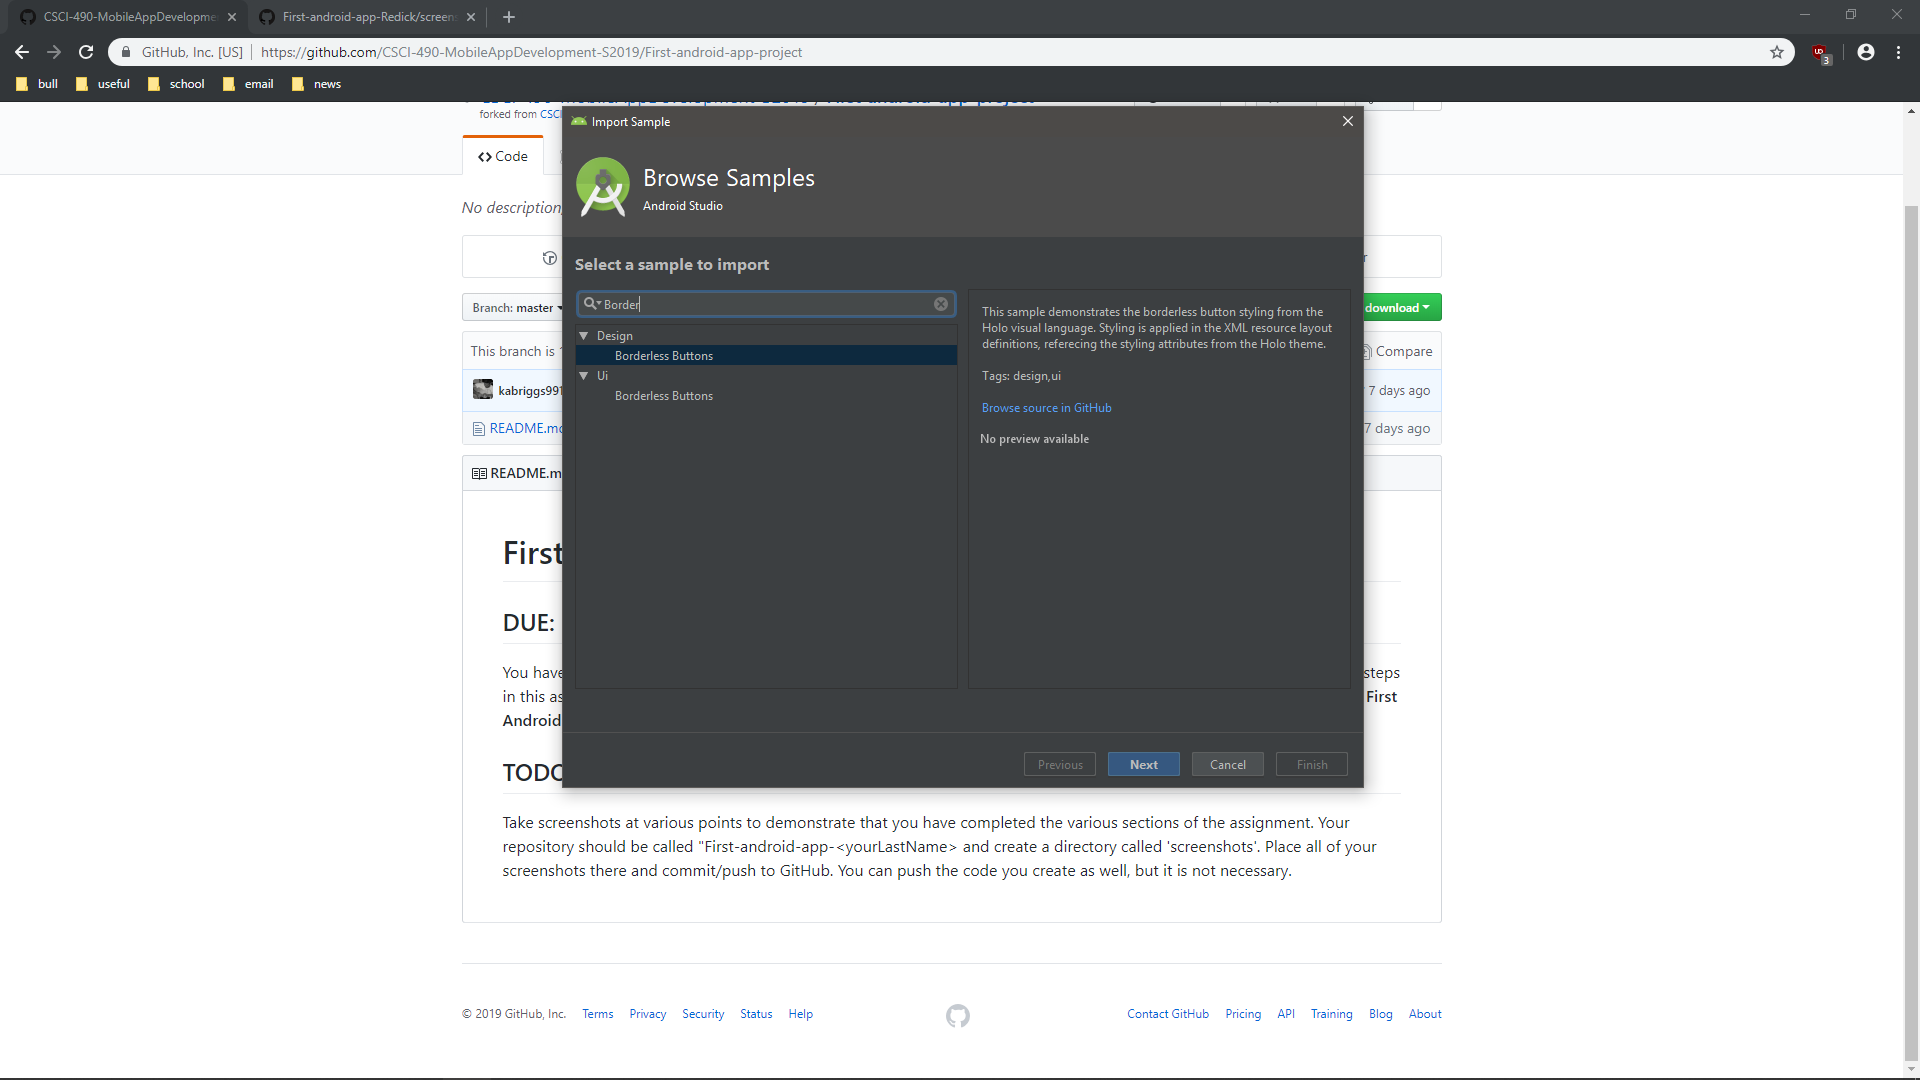 CSCI-490-MobileAppDevelopme
First-android-app-Redick/screens
GitHub, Inc. [US]
https://github.com/CSCI-490-MobileAppDevelopment-S2019/First-android-app-project
3
bull
useful
school
email
news
forked from CSCI
Code
No description,
Branch: master
download
This branch is
Compare
kabriggs991
7 days ago
README.md
7 days ago
README.m
First
DUE:
You have
steps
in this as
First
Android
TODO
Take screenshots at various points to demonstrate that you have completed the various sections of the assignment. Your
repository should be called "First-android-app-<yourLastName> and create a directory called 'screenshots'. Place all of your
screenshots there and commit/push to GitHub. You can push the code you create as well, but it is not necessary.
Import Sample
Browse Samples
Android Studio
Select a sample to import
Border
Design
Borderless Buttons
Ui
Borderless Buttons
This sample demonstrates the borderless button styling from the
Holo visual language. Styling is applied in the XML resource layout
definitions, referecing the styling attributes from the Holo theme.
Tags: design,ui
Browse source in GitHub
No preview available
Previous
Next
Cancel
Finish
© 2019 GitHub, Inc.
Terms
Privacy
Security
Status
Help
Contact GitHub
Pricing
API
Training
Blog
About